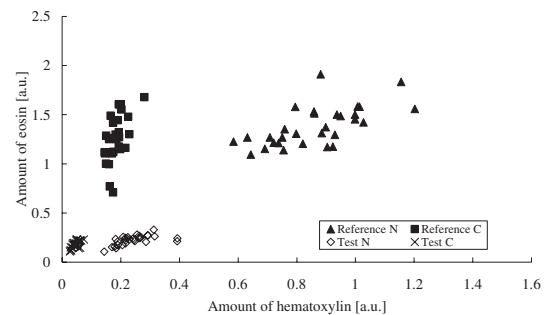 2.5
2
1.5
1
0.5
0
Amount of eosin [a.u.]
Reference N Reference C
Test N Test C
0 0.2 0.4 0.6 0.8 1 1.2 1.4 1.6
Amount of hematoxylin [a.u.]